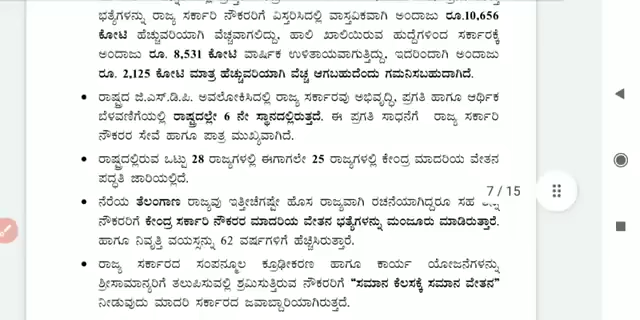 ಭತ್ಯೆಗಳನ್ನು ರಾಜ್ಯ ಸರ್ಕಾರಿ ನೌಕರರಿಗೆ ವಿಸ್ತರಿಸಿದಲ್ಲಿ ವಾಸ್ತವಿಕವಾಗಿ ಅಂದಾಜು ರೂ.10,656
ಕೋಟಿ ಹೆಚ್ಚುವರಿಯಾಗಿ ವೆಚ್ಚವಾಗಲಿದ್ದು, ಹಾಲಿ ಖಾಲಿಯಿರುವ ಹುದ್ದೆಗಳಿಂದ ಸರ್ಕಾರಕ್ಕೆ
ಅಂದಾಜು ರೂ. 8,531 ಕೋಟಿ ವಾರ್ಷಿಕ ಉಳಿತಾಯವಾಗುತ್ತಿದ್ದು, ಇದರಿಂದಾಗಿ ಅಂದಾಜು
ರೂ. 2,125 ಕೋಟಿ ಮಾತ್ರ ಹೆಚ್ಚುವರಿಯಾಗಿ ವೆಚ್ಚ ಆಗಬಹುದೆಂದು ಗಮನಿಸಬಹುದಾಗಿದೆ.
• ರಾಷ್ಟ್ರದ ಜಿ.ಎಸ್.ಡಿ.ಪಿ. ಅವಲೋಕಿಸಿದಲ್ಲಿ ರಾಜ್ಯ ಸರ್ಕಾರವು ಅಭಿವೃದ್ಧಿ, ಪ್ರಗತಿ ಹಾಗೂ ಆರ್ಥಿಕ
ಬೆಳವಣಿಗೆಯಲ್ಲಿ ರಾಷ್ಟ್ರದಲ್ಲೇ 6 ನೇ ಸ್ಥಾನದಲ್ಲಿರುತ್ತದೆ. ಈ ಪ್ರಗತಿ ಸಾಧನೆಗೆ ರಾಜ್ಯ ಸರ್ಕಾರಿ
ನೌಕರರ ಸೇವೆ ಹಾಗೂ ಪಾತ್ರ ಮುಖ್ಯವಾಗಿದೆ.
• ರಾಷ್ಟ್ರದಲ್ಲಿರುವ ಒಟ್ಟು 28 ರಾಜ್ಯಗಳಲ್ಲಿ ಈಗಾಗಲೇ 25 ರಾಜ್ಯಗಳಲ್ಲಿ ಕೇಂದ್ರ ಮಾದರಿಯ ವೇತನ
ಪದ್ಧತಿ ಜಾರಿಯಲ್ಲಿದೆ.
7 / 15
• ನೆರೆಯ ತೆಲಂಗಾಣ ರಾಜ್ಯವು ಇತ್ತೀಚೆಗಷ್ಟೇ ಹೊಸ ರಾಜ್ಯವಾಗಿ ರಚನೆಯಾಗಿದ್ದರೂ ಸಹ
ನೌಕರರಿಗೆ ಕೇಂದ್ರ ಸರ್ಕಾರಿ ನೌಕರರ ಮಾದರಿಯ ವೇತನ ಭತ್ಯೆಗಳನ್ನು ಮಂಜೂರು ಮಾಡಿರುತ್ತಾರೆ.
ಹಾಗೂ ನಿವೃತ್ತಿ ವಯಸ್ಸನ್ನು 62 ವರ್ಷಗಳಿಗೆ ಹೆಚ್ಚಿಸಿರುತ್ತಾರೆ.
• ರಾಜ್ಯ ಸರ್ಕಾರದ ಸಂಪನ್ಮೂಲ ಕ್ರೂಢೀಕರಣ ಹಾಗೂ ಕಾರ್ಯ ಯೋಜನೆಗಳನ್ನು
ಶ್ರೀಸಾಮಾನ್ಯರಿಗೆ ತಲುಪಿಸುವಲ್ಲಿ ಶ್ರಮಿಸುತ್ತಿರುವ ನೌಕರರಿಗೆ "ಸಮಾನ ಕೆಲಸಕ್ಕೆ ಸಮಾನ ವೇತನ"
ನೀಡುವುದು ಮಾದರಿ ಸರ್ಕಾರದ ಜವಾಬ್ದಾರಿಯಾಗಿರುತ್ತದೆ.